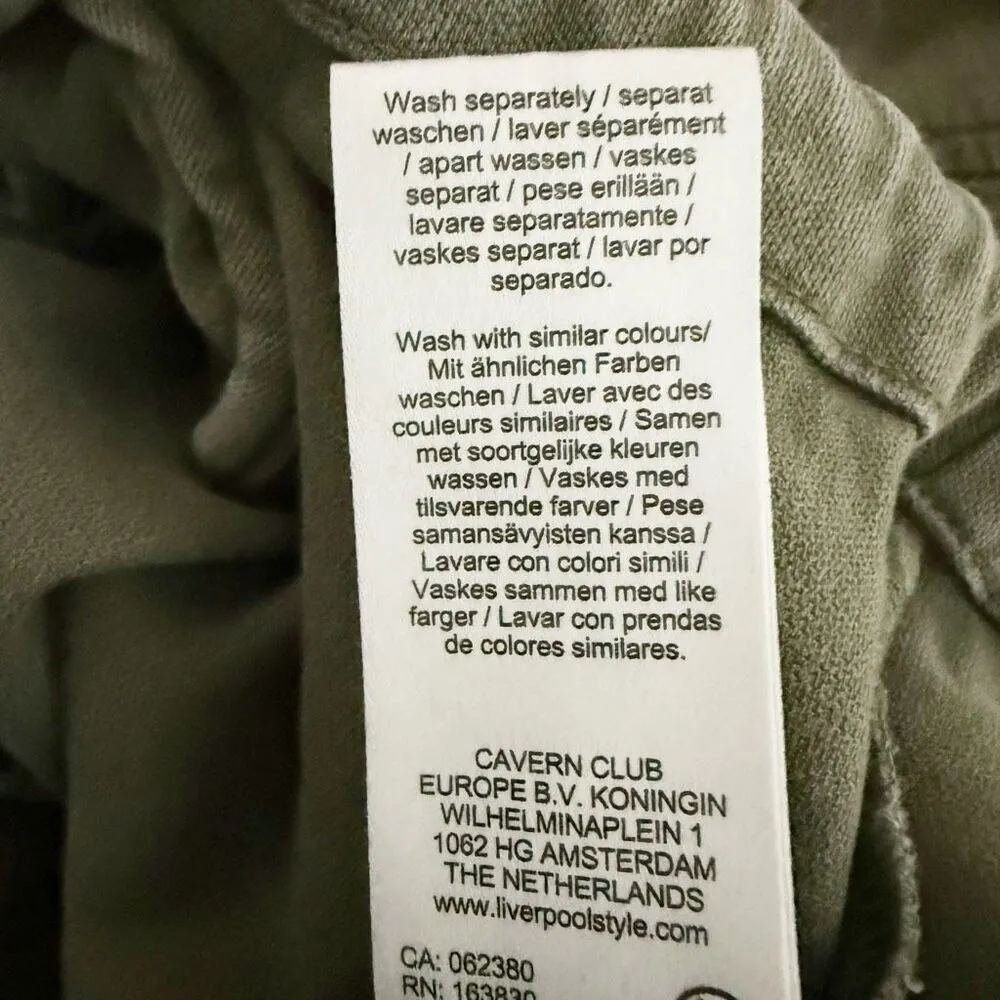 Wash separately / separat
waschen / laver séparément
/ apart wassen / vaskes
separat / pese erillään /
lavare separatamente /
vaskes separat / lavar por
separado.
Wash with similar colours/
Mit ähnlichen Farben
waschen / Laver avec des
couleurs similaires / Samen
met soortgelijke kleuren
wassen / Vaskes med
tilsvarende farver / Pese
samansävyisten kanssa /
Lavare con colori simili /
Vaskes sammen med like
farger / Lavar con prendas
de colores similares.
CAVERN CLUB
EUROPE B.V. KONINGIN
WILHELMINAPLEIN 1
1062 HG AMSTERDAM
THE NETHERLANDS
www.liverpoolstyle.com
CA: 062380
RN: 163830